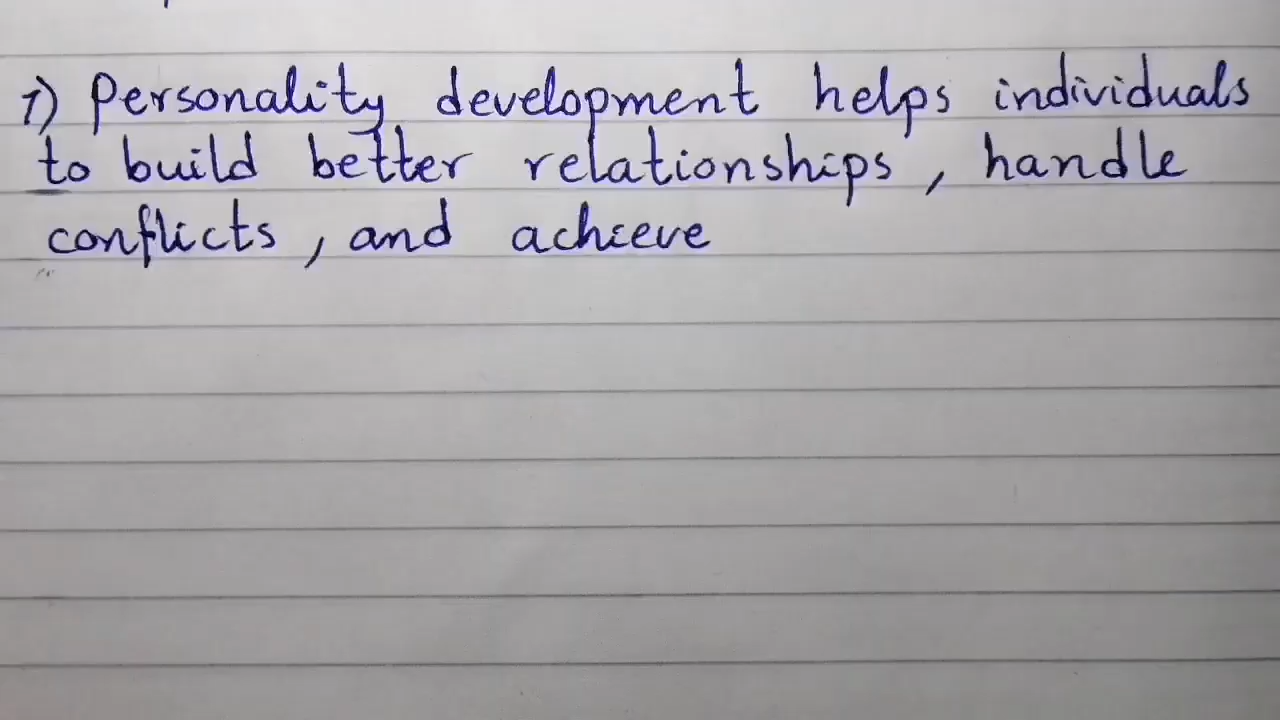 1) Personality development helps individuals
to build better relationships, handle
conflicts, and achieve